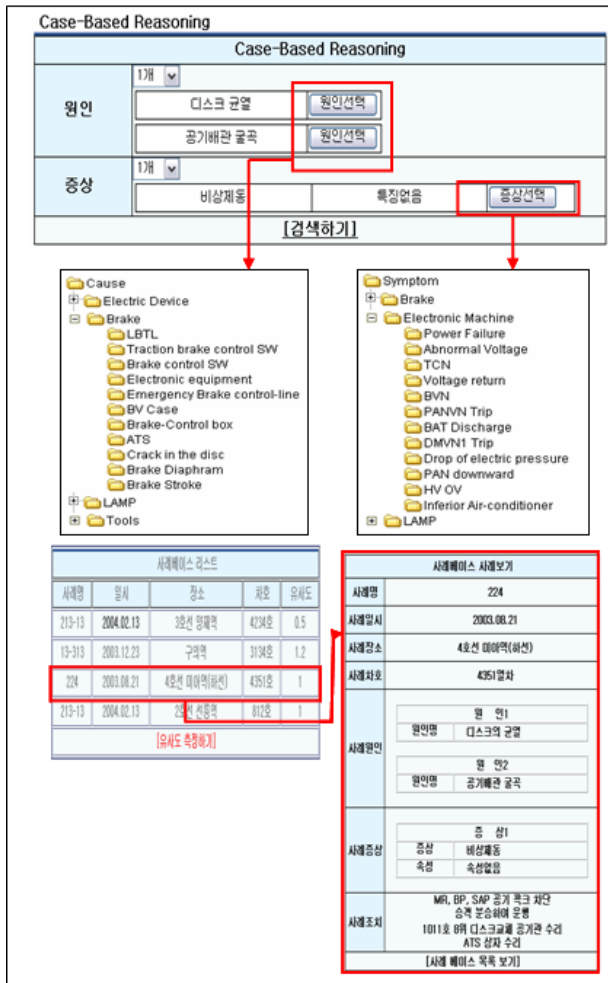 Case-Based Reasoning
Case-Based Reasoning
원인
1개
디스크 균열 원인선택
공기배관 굴곡 원인선택
증상
1개
비상제동 특징없음 증상선택
[검색하기]
Cause
Electric Device
Brake
LBTL
Traction brake control SW
Brake control SW
Electronic equipment
Emergency Brake control-line
BV Case
Brake-Control box
ATS
Crack in the disc
Brake Diaphram
Brake Stroke
LAMP
Tools
Symptom
Brake
Electronic Machine
Power Failure
Abnormal Voltage
TCN
Voltage return
BVN
PANVN Trip
BAT Discharge
DMVN1 Trip
Drop of electric pressure
PAN downward
HV OV
Inferior Air-conditioner
LAMP
사례베이스 리스트
사례명 일시 장소 차호 유사도
213-13 2004.02.13 3호선 양재역 4234호 0.5
13-313 2003.12.23 구의역 3134호 1.2
224 2003.08.21 4호선 미아역(하선) 4351호 1
213-13 2004.02.13 2호선 선릉역 812호 1
[유사도 측정하기]
사례베이스 사례보기
사례명 224
사례일시 2003.08.21
사례장소 4호선 미아역(하선)
사례차호 4351열차
사례원인
원 인1
원인명 디스크의 균열
원 인2
원인명 공기배관 굴곡
사례증상
증 상1
증상 비상제동
속성 속성없음
사례조치
MR, BP, SAP 공기 콕크 차단
승객 분승하여 운행
1011호 8위 디스크교체 공기관 수리
ATS 상자 수리
[사례 베이스 목록 보기]